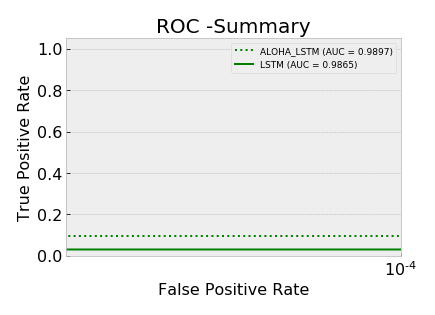 ROC -Summary
ALOHA_LSTM (AUC = 0.9897)
LSTM (AUC = 0.9865)
True Positive Rate
1.0
0.8
0.6
0.4
0.2
0.0
10⁻⁴
False Positive Rate